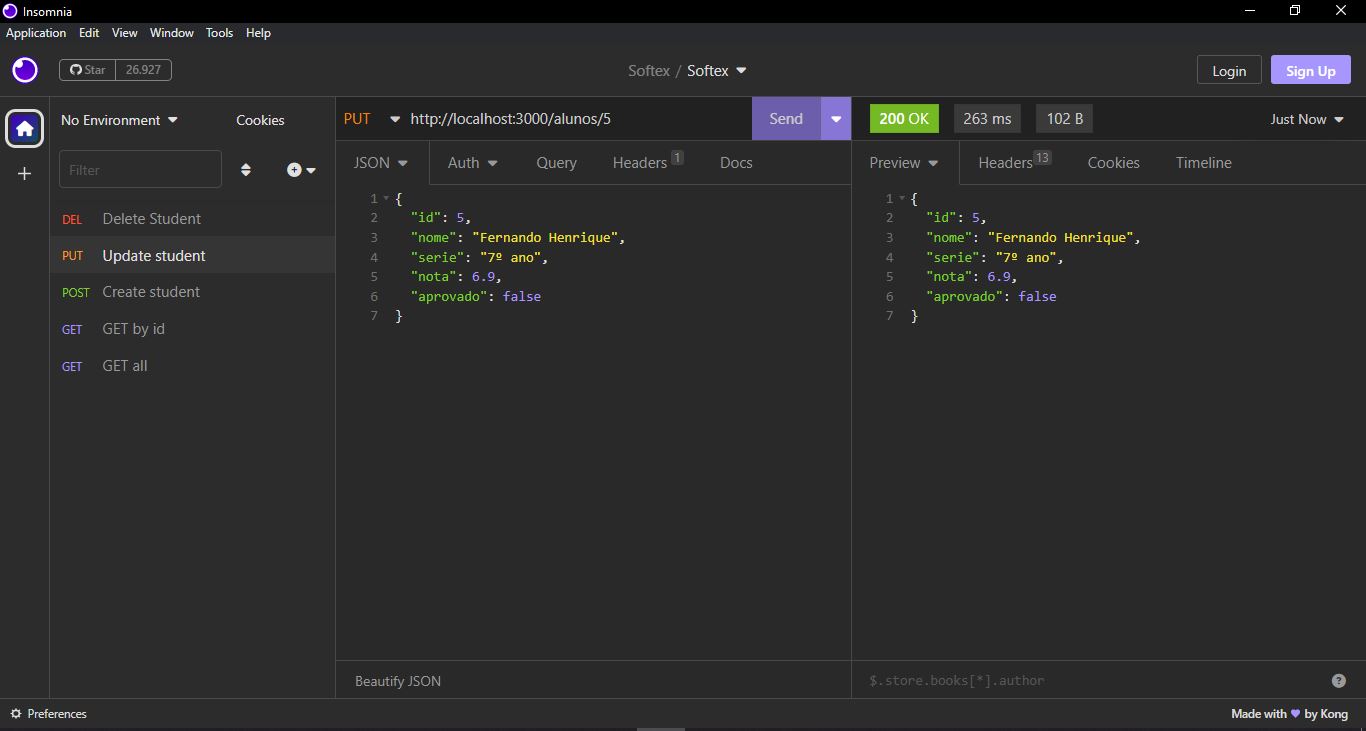 Insomnia
Application Edit View Window Tools Help
Star 26.927
Softex / Softex
Login Sign Up
No Environment Cookies
Filter
DEL Delete Student
PUT Update student
POST Create student
GET GET by id
GET GET all
PUT http://localhost:3000/alunos/5 Send
JSON Auth Query Headers 1 Docs
1 {
2 "id": 5,
3 "nome": "Fernando Henrique",
4 "serie": "7º ano",
5 "nota": 6.9,
6 "aprovado": false
7 }
Beautify JSON
200 OK 263 ms 102 B Just Now
Preview Headers 13 Cookies Timeline
1 {
2 "id": 5,
3 "nome": "Fernando Henrique",
4 "serie": "7º ano",
5 "nota": 6.9,
6 "aprovado": false
7 }
$.store.books[*].author ?
Preferences
Made with ♥ by Kong